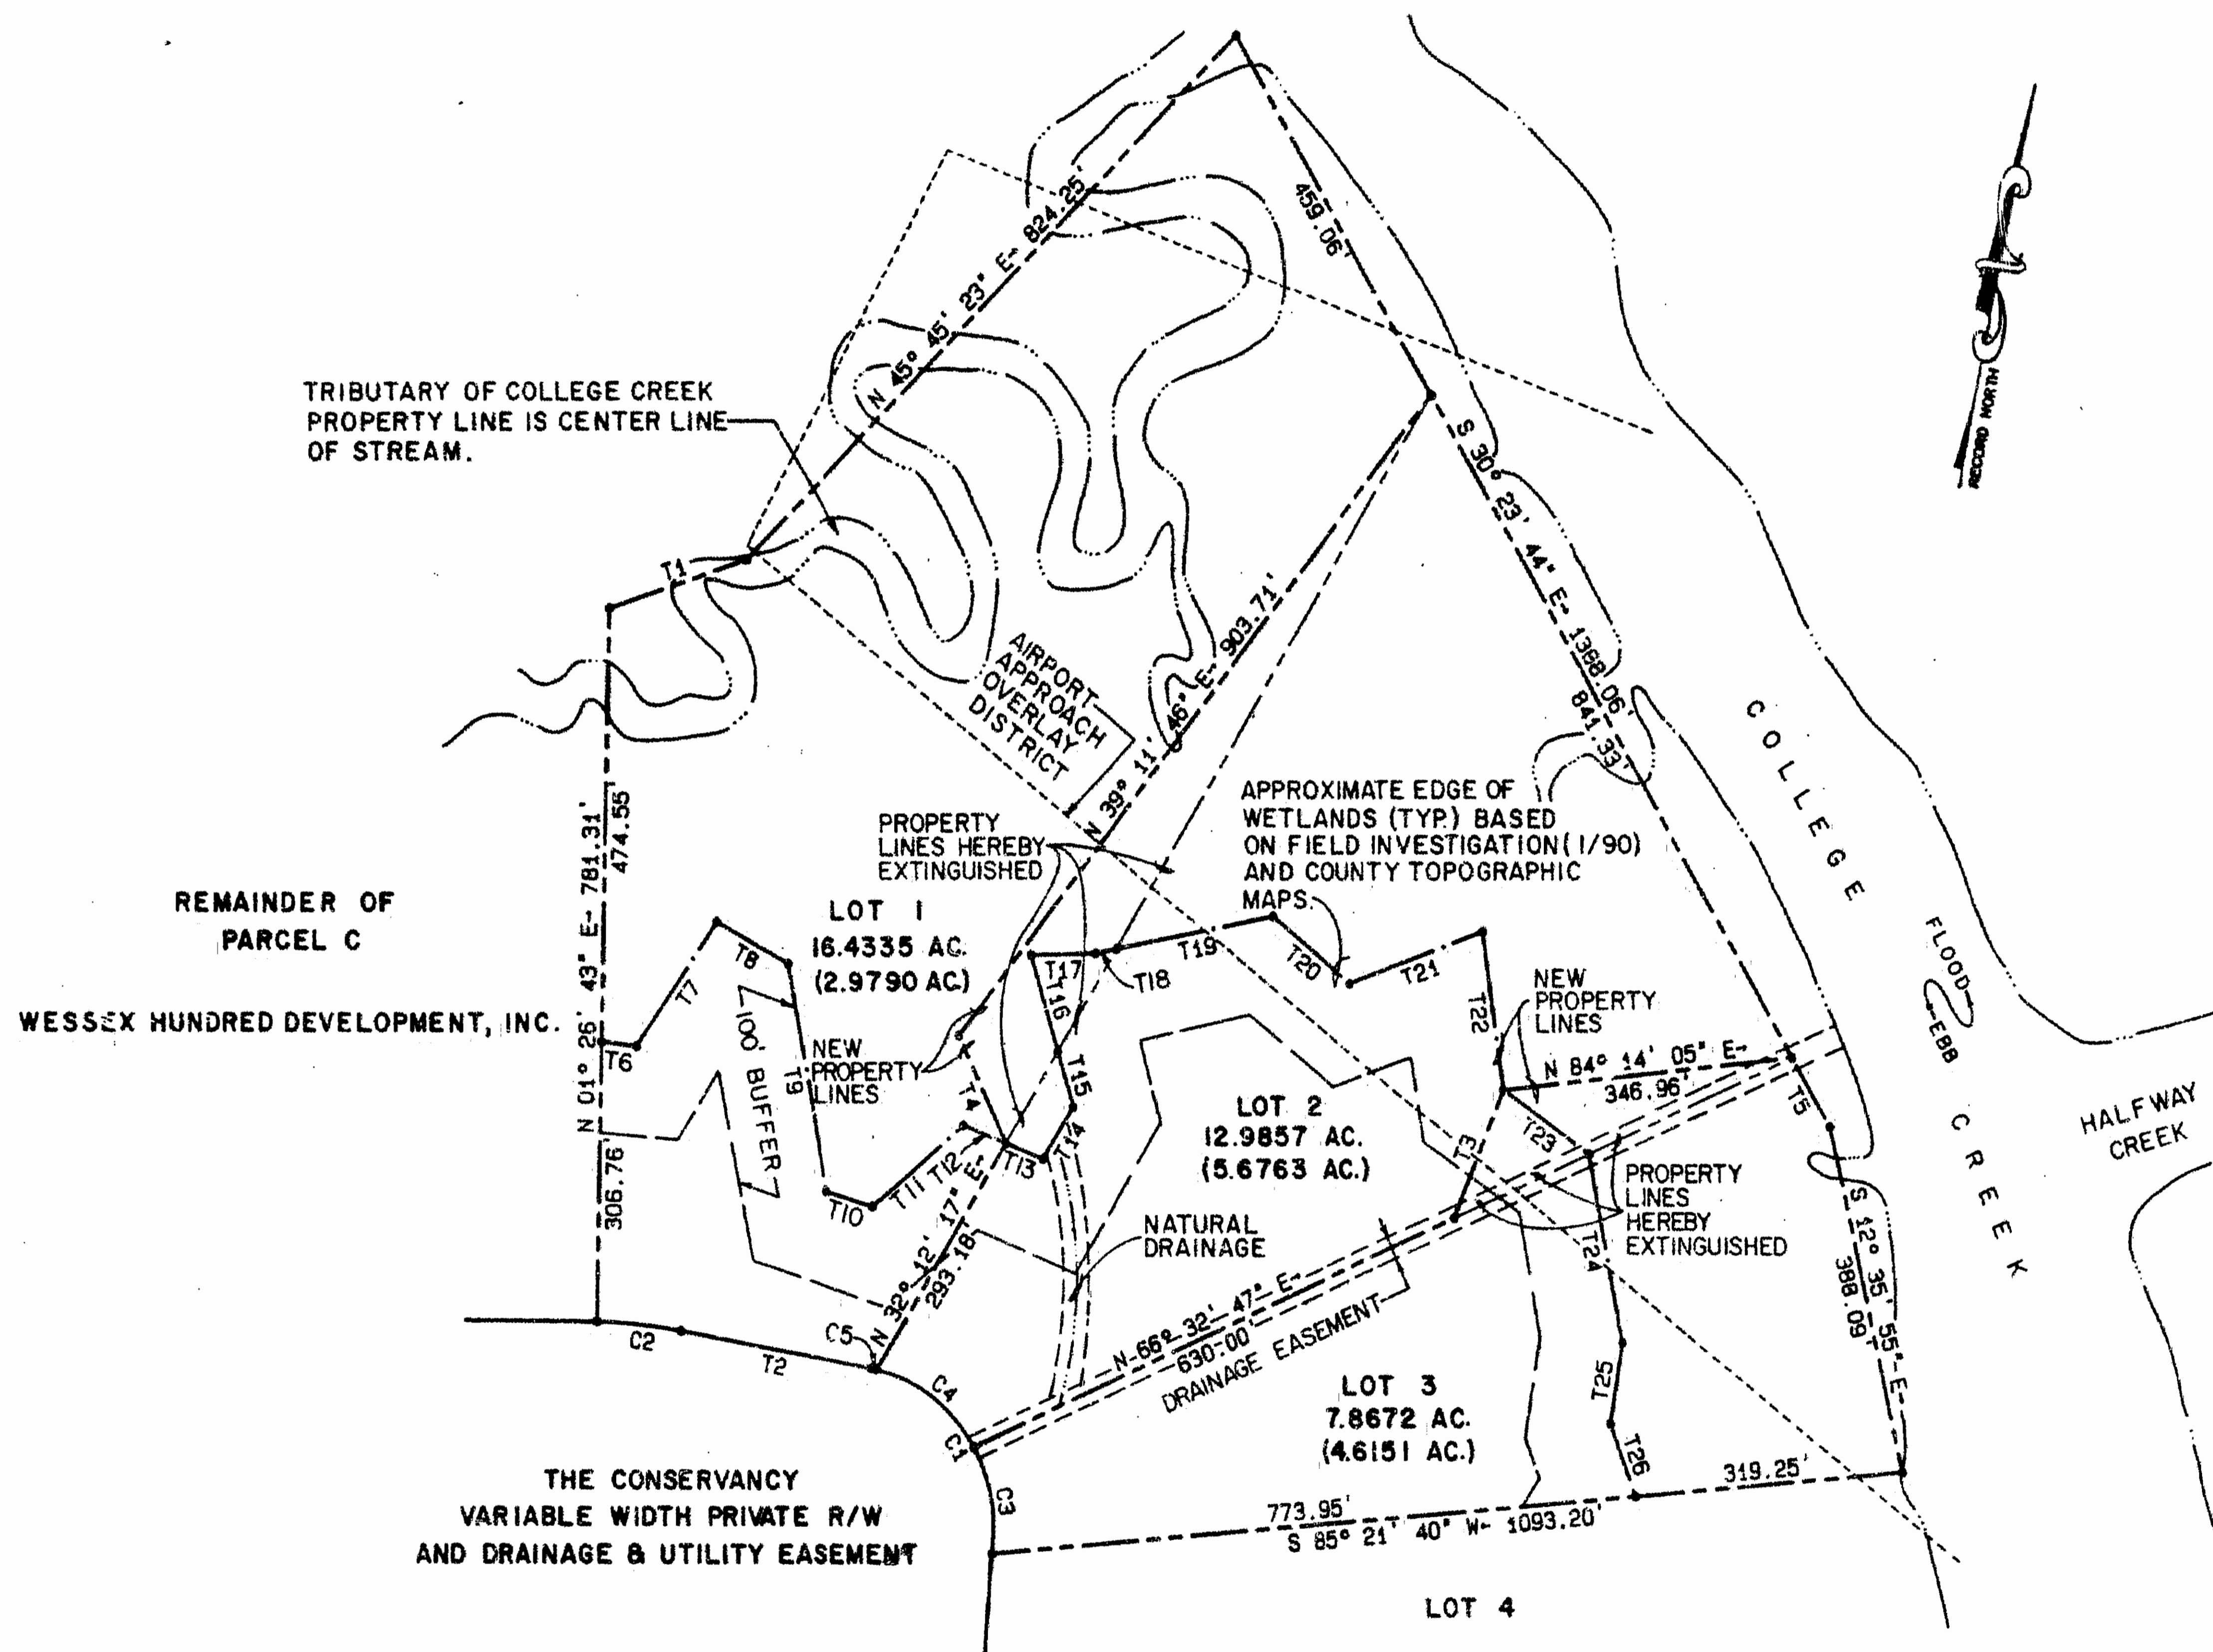 459.06'
N 45° 45' 23" E- 824.25'
RECORD NORTH
TRIBUTARY OF COLLEGE CREEK
PROPERTY LINE IS CENTER LINE
OF STREAM.
S 30° 23' 44" E- 1388.06'
841.33'
T1
N 39° 11' 46" E- 903.71'
AIRPORT
APPROACH
OVERLAY
DISTRICT
COLLEGE CREEK
APPROXIMATE EDGE OF
WETLANDS (TYP.) BASED
ON FIELD INVESTIGATION(1/90)
AND COUNTY TOPOGRAPHIC
MAPS.
PROPERTY
LINES HEREBY
EXTINGUISHED
N 01° 26' 43" E- 781.31'
474.55'
306.76'
REMAINDER OF
PARCEL C
WESSEX HUNDRED DEVELOPMENT, INC.
LOT 1
16.4335 AC.
(2.9790 AC.)
T6
T7
T8
T9
100' BUFFER
NEW
PROPERTY
LINES
T4
T10
T11
T12
T13
T14
T15
T16
T17
T18
T19
T20
T21
T22
NEW
PROPERTY
LINES
N 84° 14' 05" E-
346.96'
T5
FLOOD
EBB
HALFWAY
CREEK
LOT 2
12.9857 AC.
(5.6763 AC.)
T3
T23
PROPERTY
LINES
HEREBY
EXTINGUISHED
T24
S 12° 35' 55" E-
388.09'
NATURAL
DRAINAGE
N 32° 12' 17" E-
293.18'
C5
C2
T2
C4
C1
C3
N 66° 32' 47" E-
630.00'
DRAINAGE EASEMENT
LOT 3
7.8672 AC.
(4.6151 AC.)
T25
T26
319.25'
773.95'
S 85° 21' 40" W- 1093.20'
THE CONSERVANCY
VARIABLE WIDTH PRIVATE R/W
AND DRAINAGE & UTILITY EASEMENT
LOT 4